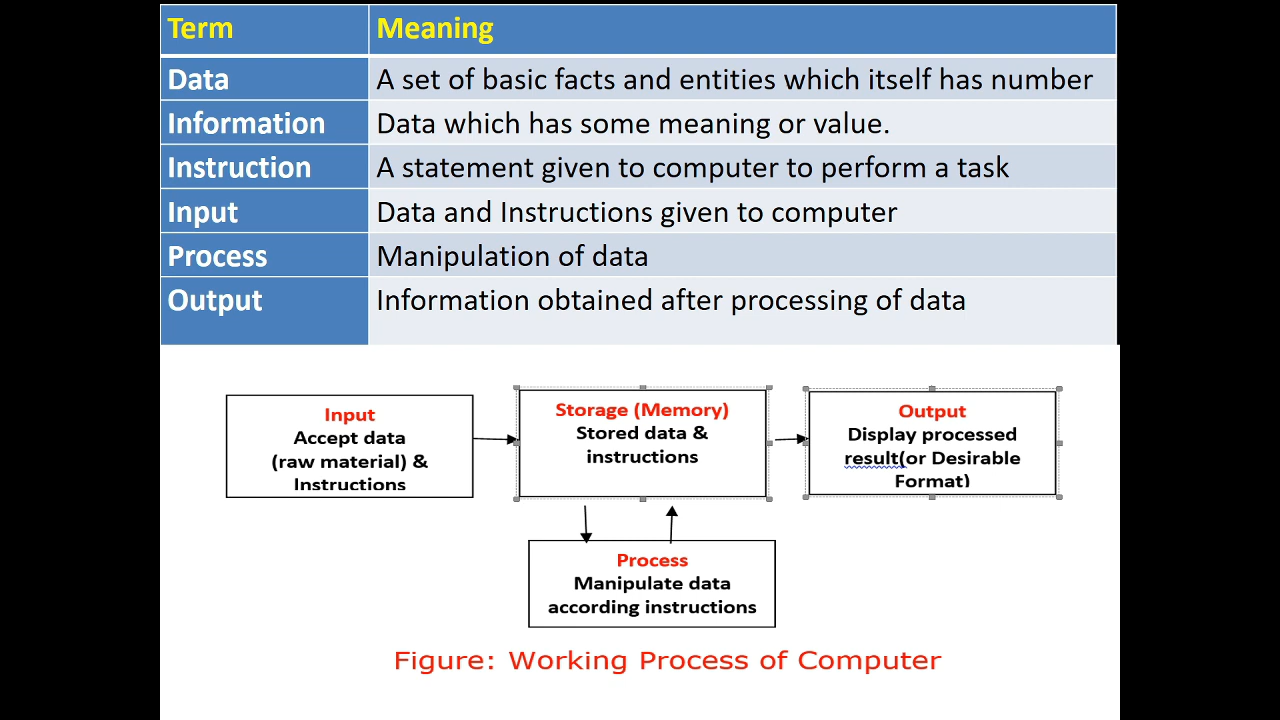 Term Meaning
Data A set of basic facts and entities which itself has number
Information Data which has some meaning or value.
Instruction A statement given to computer to perform a task
Input Data and Instructions given to computer
Process Manipulation of data
Output Information obtained after processing of data
Input
Accept data
(raw material) &
Instructions
Storage (Memory)
Stored data &
instructions
Output
Display processed
result(or Desirable
Format)
Process
Manipulate data
according instructions
Figure: Working Process of Computer